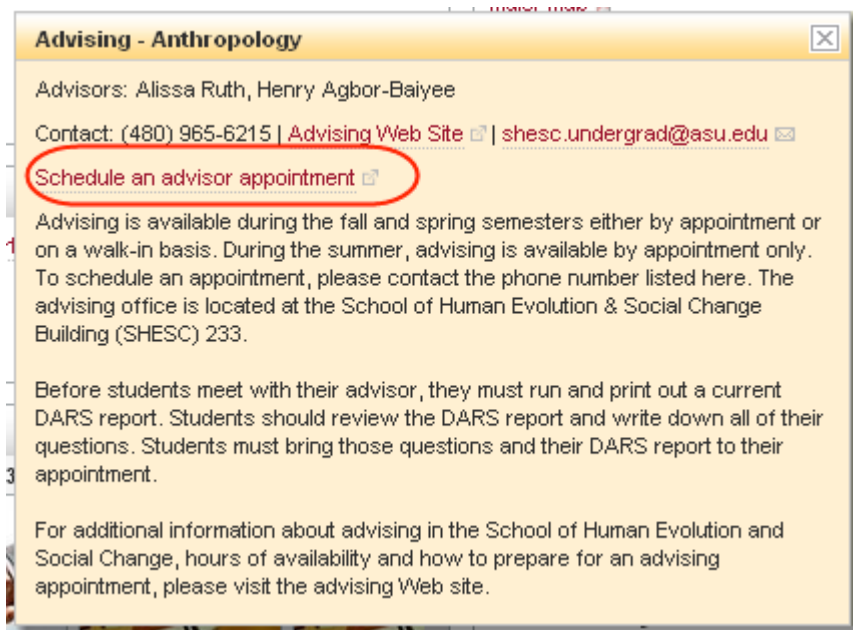 major map
Advising - Anthropology
Advisors: Alissa Ruth, Henry Agbor-Baiyee
Contact: (480) 965-6215 | Advising Web Site | shesc.undergrad@asu.edu
Schedule an advisor appointment
Advising is available during the fall and spring semesters either by appointment or
on a walk-in basis. During the summer, advising is available by appointment only.
To schedule an appointment, please contact the phone number listed here. The
advising office is located at the School of Human Evolution & Social Change
Building (SHESC) 233.
Before students meet with their advisor, they must run and print out a current
DARS report. Students should review the DARS report and write down all of their
questions. Students must bring those questions and their DARS report to their
appointment.
For additional information about advising in the School of Human Evolution and
Social Change, hours of availability and how to prepare for an advising
appointment, please visit the advising Web site.